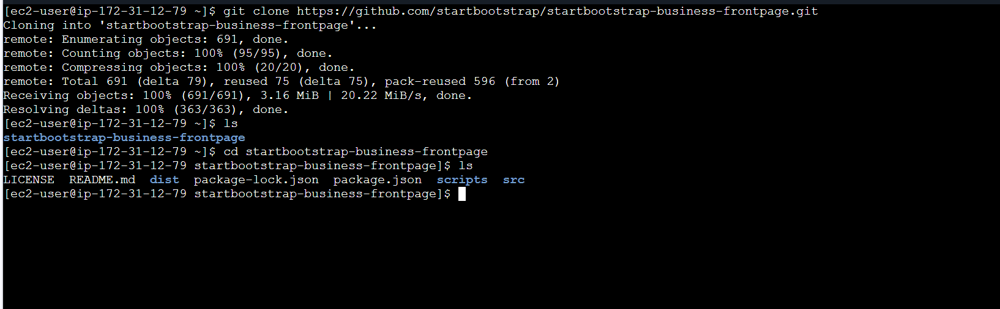 [ec2-user@ip-172-31-12-79 ~]$ git clone https://github.com/startbootstrap/startbootstrap-business-frontpage.git
Cloning into 'startbootstrap-business-frontpage'...
remote: Enumerating objects: 691, done.
remote: Counting objects: 100% (95/95), done.
remote: Compressing objects: 100% (20/20), done.
remote: Total 691 (delta 79), reused 75 (delta 75), pack-reused 596 (from 2)
Receiving objects: 100% (691/691), 3.16 MiB | 20.22 MiB/s, done.
Resolving deltas: 100% (363/363), done.
[ec2-user@ip-172-31-12-79 ~]$ ls
startbootstrap-business-frontpage
[ec2-user@ip-172-31-12-79 ~]$ cd startbootstrap-business-frontpage
[ec2-user@ip-172-31-12-79 startbootstrap-business-frontpage]$ ls
LICENSE  README.md  dist  package-lock.json  package.json  scripts  src
[ec2-user@ip-172-31-12-79 startbootstrap-business-frontpage]$